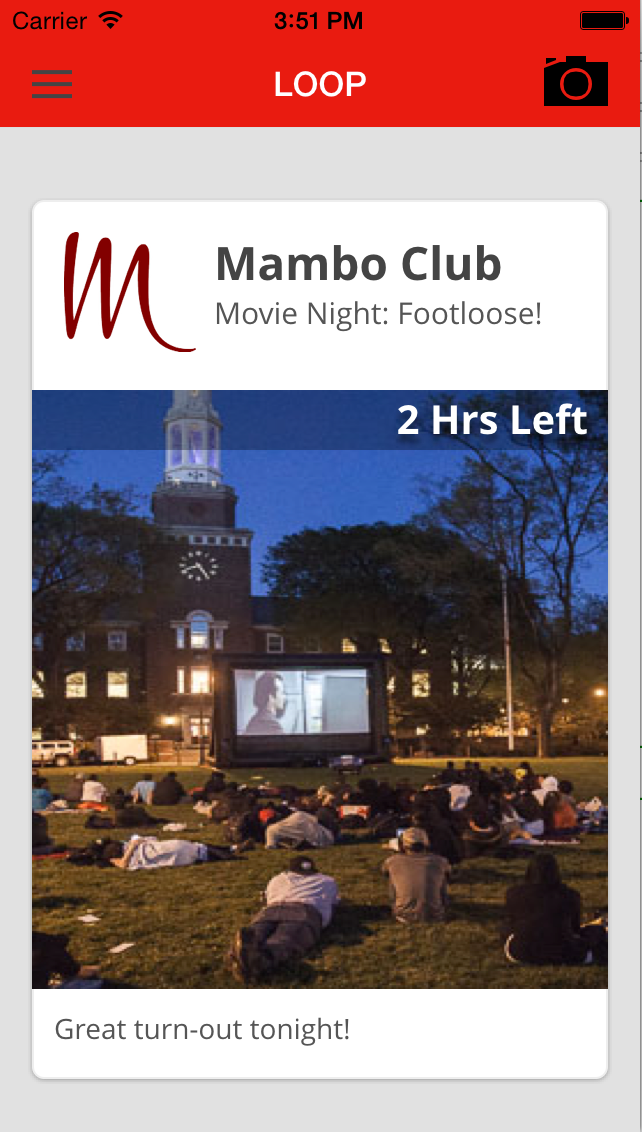 Carrier 3:51 PM
LOOP
M
Mambo Club
Movie Night: Footloose!
2 Hrs Left
Great turn-out tonight!